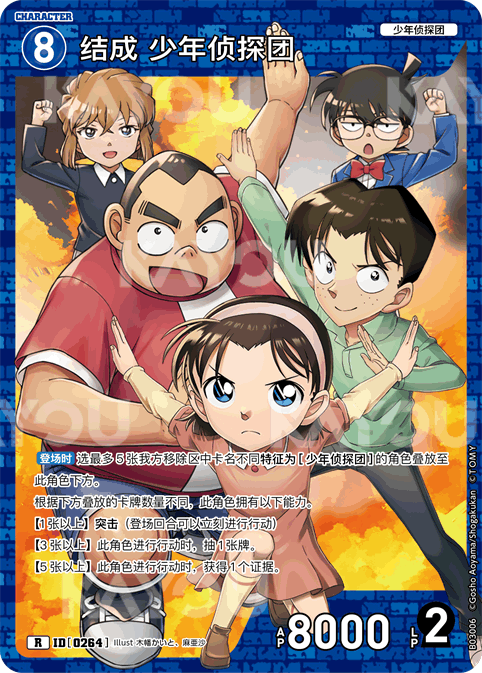 CHARACTER
8 结成 少年侦探团
少年侦探团
登场时 选最多 5 张我方移除区中卡名不同特征为 [ 少年侦探团 ] 的角色叠放至
此角色下方。
根据下方叠放的卡牌数量不同，此角色拥有以下能力。
【1 张以上】突击（登场回合可以立刻进行行动）
【3 张以上】此角色进行行动时，抽 1 张牌。
【5 张以上】此角色进行行动时，获得 1 个证据。
R ID [ 0264 ] Illust 木幡かいと、麻亜沙
AP 8000 LP 2
IB03006 ©Gosho Aoyama/Shogakukan ©TOMY
KAYOU